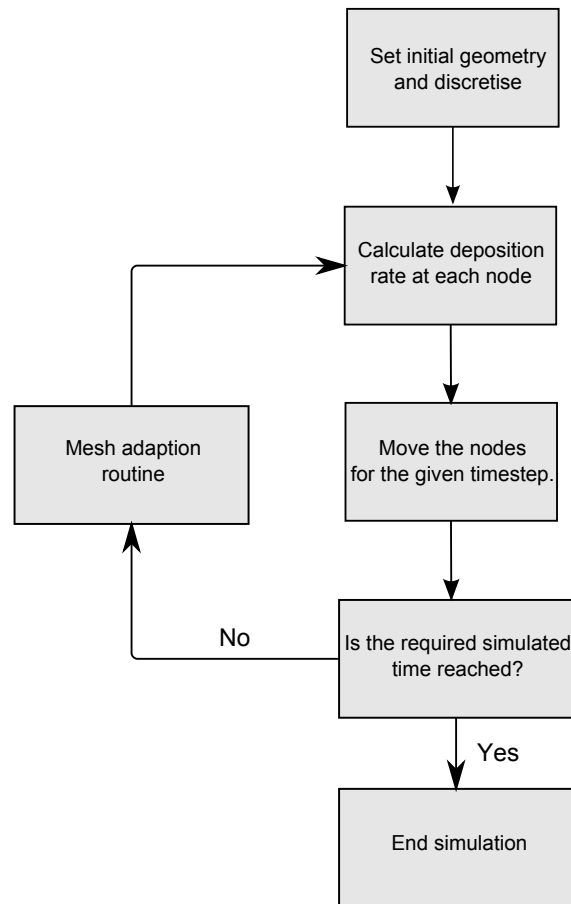 Set initial geometry
and discretise
Calculate deposition
rate at each node
Mesh adaption
routine
Move the nodes
for the given timestep.
No
Is the required simulated
time reached?
Yes
End simulation